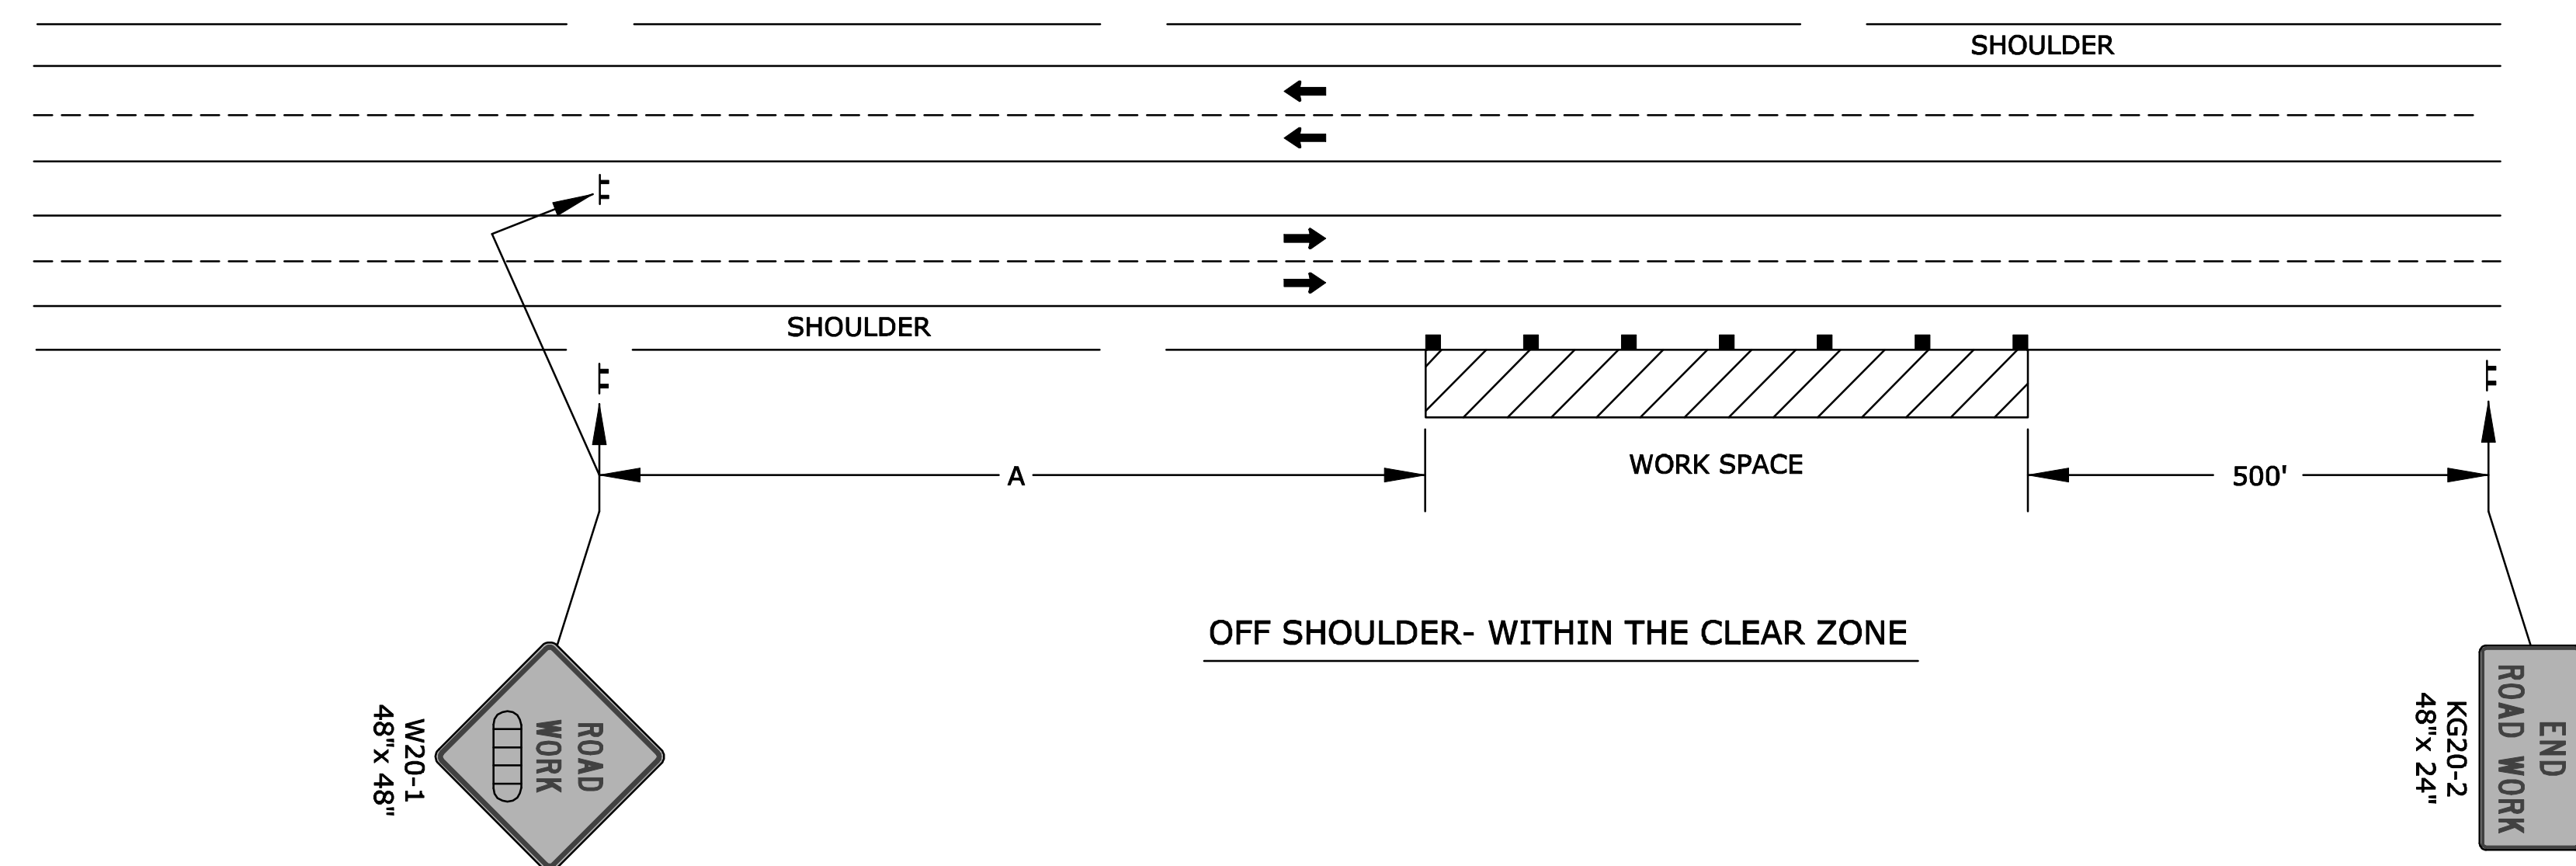 SHOULDER
SHOULDER
A
WORK SPACE
500'
OFF SHOULDER- WITHIN THE CLEAR ZONE
ROAD
WORK
W20-1
48"x 48"
END
ROAD WORK
KG20-2
48"x 24"